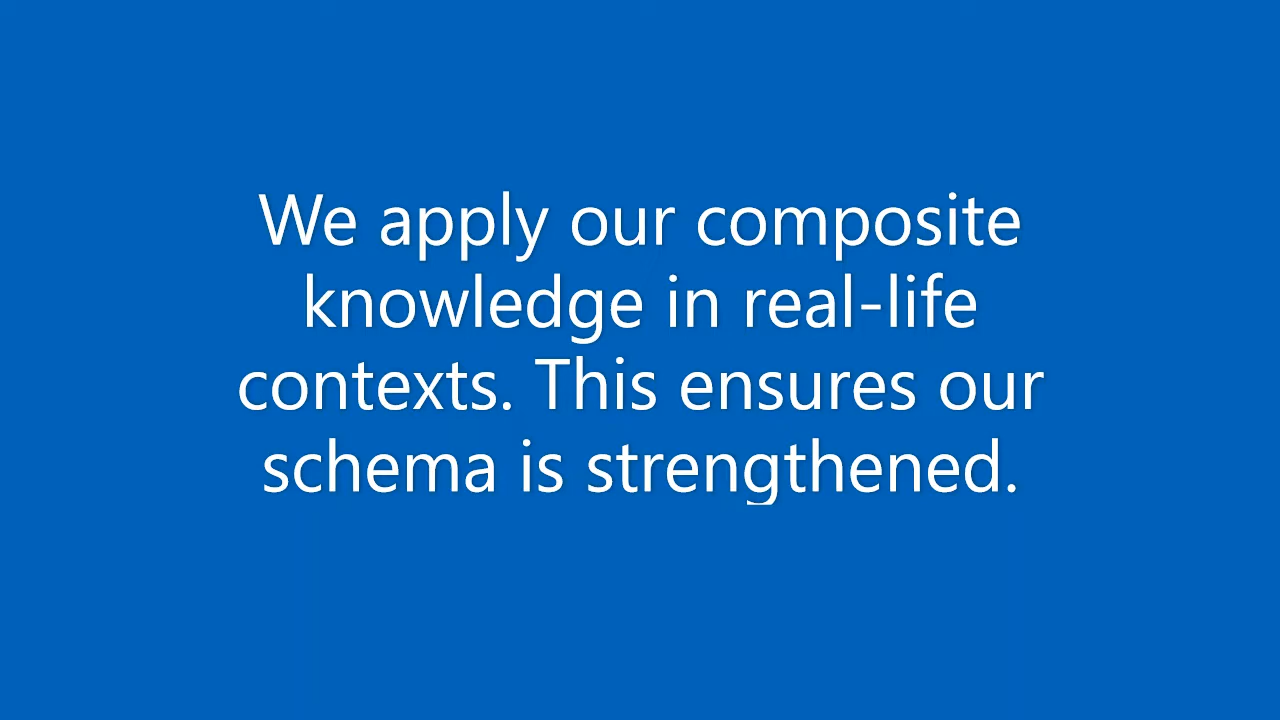 We apply our composite
knowledge in real-life
contexts. This ensures our
schema is strengthened.